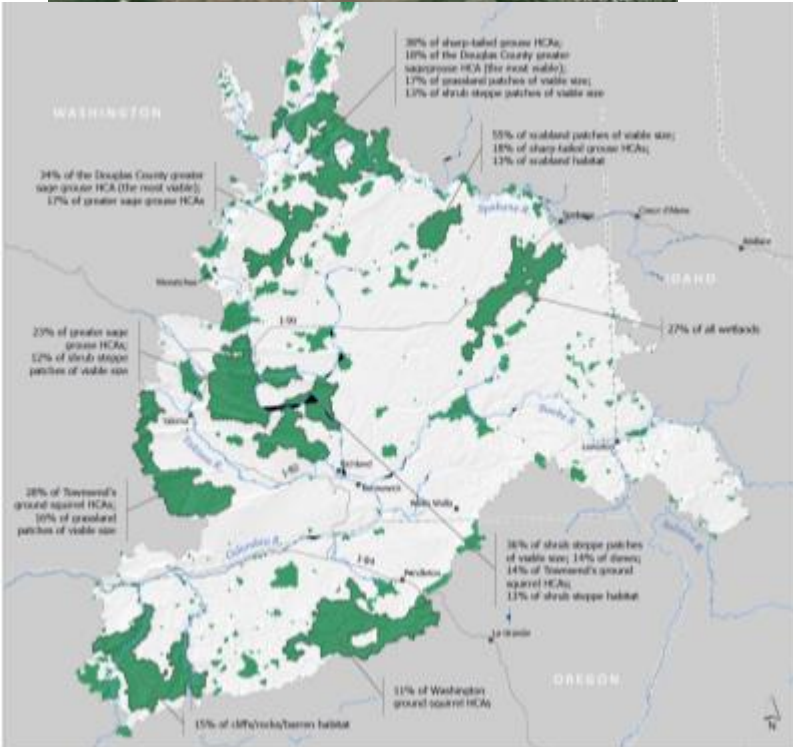 38% of sharp-tailed grouse HCAs;
18% of the Douglas County greater
sage grouse HCA (the most viable);
17% of grassland patches of viable size;
13% of shrub steppe patches of viable size
WASHINGTON
55% of scabland patches of viable size;
18% of sharp-tailed grouse HCAs;
13% of scabland habitat
34% of the Douglas County greater
sage grouse HCA (the most viable);
17% of greater sage grouse HCAs
Spokane R.
Spokane
Coeur d'Alene
Wallace
Wenatchee
IDAHO
I-90
27% of all wetlands
23% of greater sage
grouse HCAs;
12% of shrub steppe
patches of viable size
Yakima
Yakima R.
Snake R.
Lewiston
I-82
Richland
Kennewick
Walla Walla
28% of Townsend's
ground squirrel HCAs;
16% of grassland
patches of viable size
Columbia R.
I-84
Pendleton
36% of shrub steppe patches
of viable size; 14% of dunes;
14% of Townsend's ground
squirrel HCAs;
13% of shrub steppe habitat
La Grande
OREGON
11% of Washington
ground squirrel HCAs
15% of cliffs/rocks/barren habitat
N